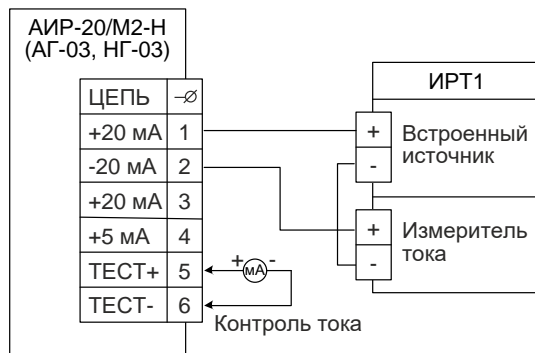 АИР-20/М2-Н
(АГ-03, НГ-03)
ЦЕПЬ
+20 мА 1
-20 мА 2
+20 мА 3
+5 мА 4
ТЕСТ+ 5
ТЕСТ- 6
+ мА -
Контроль тока
ИРТ1
+ Встроенный
- источник
+ Измеритель
- тока